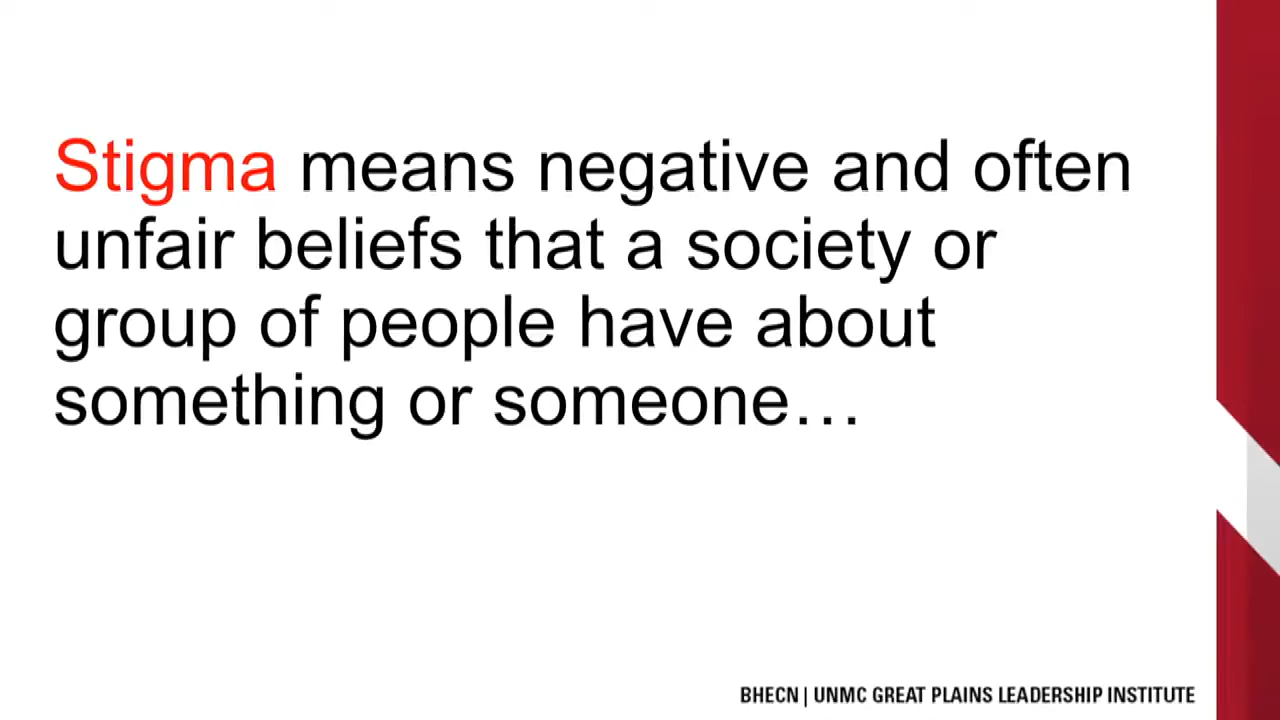 Stigma means negative and often
unfair beliefs that a society or
group of people have about
something or someone…
BHECN | UNMC GREAT PLAINS LEADERSHIP INSTITUTE